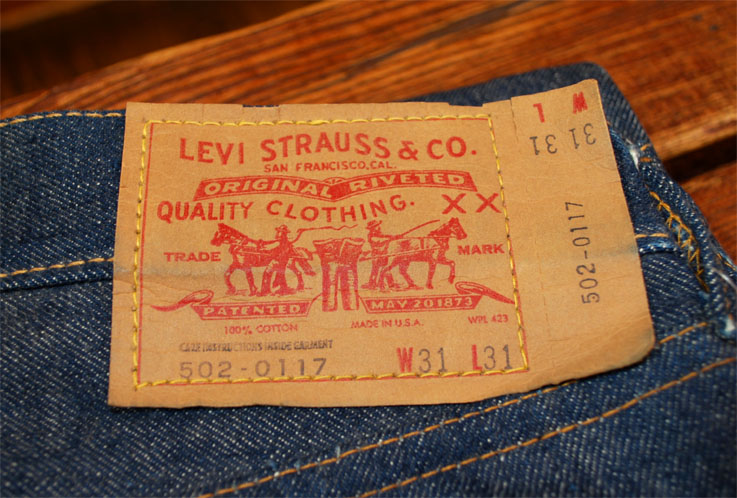 LEVI STRAUSS & CO.
SAN FRANCISCO, CAL.
ORIGINAL RIVETED
QUALITY CLOTHING. XX
TRADE MARK
PATENTED MAY 20 1873
100% COTTON MADE IN U.S.A. WPL 423
CARE INSTRUCTIONS INSIDE GARMENT
502-0117 W31 L31
L W
31 31
502-0117